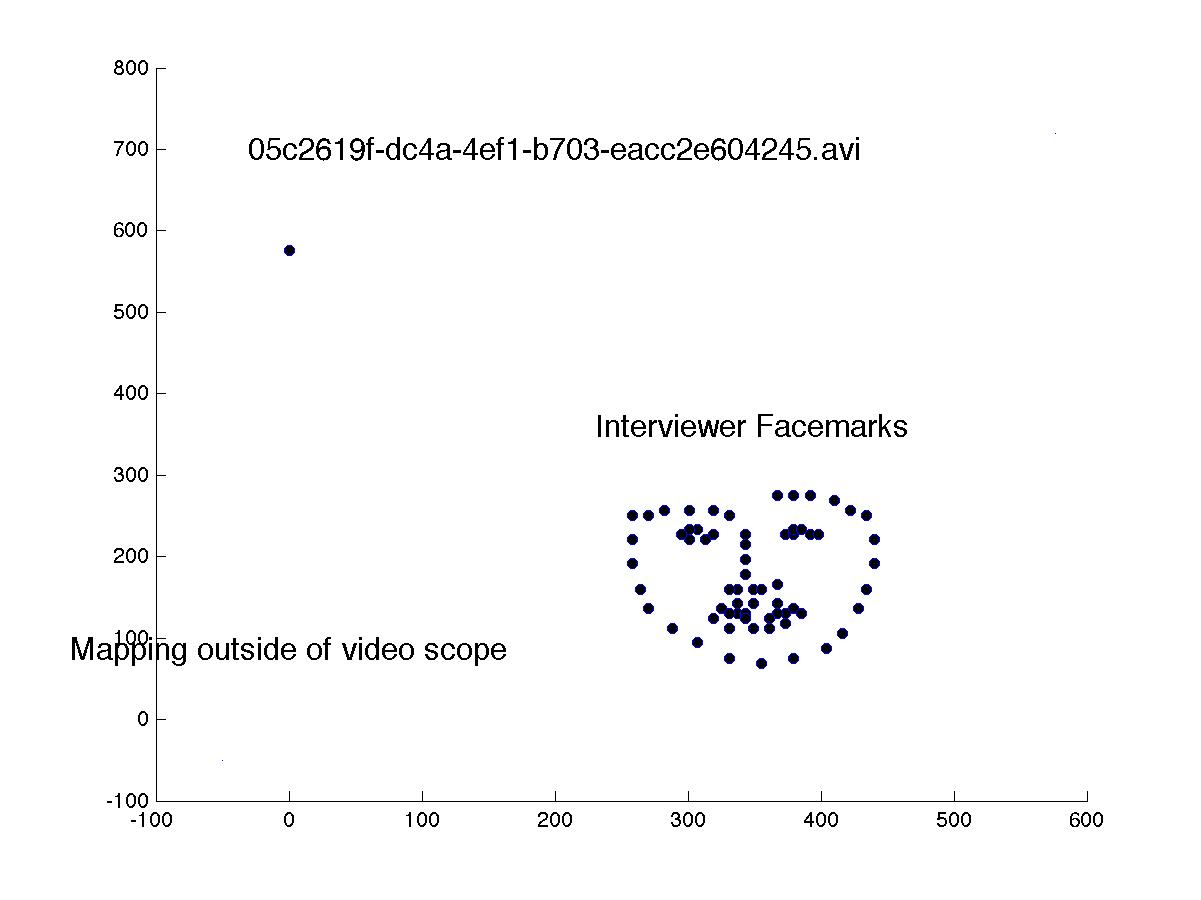 800
700
05c2619f-dc4a-4ef1-b703-eacc2e604245.avi
600
500
400
Interviewer Facemarks
300
200
100
Mapping outside of video scope
0
-100
-100 0 100 200 300 400 500 600